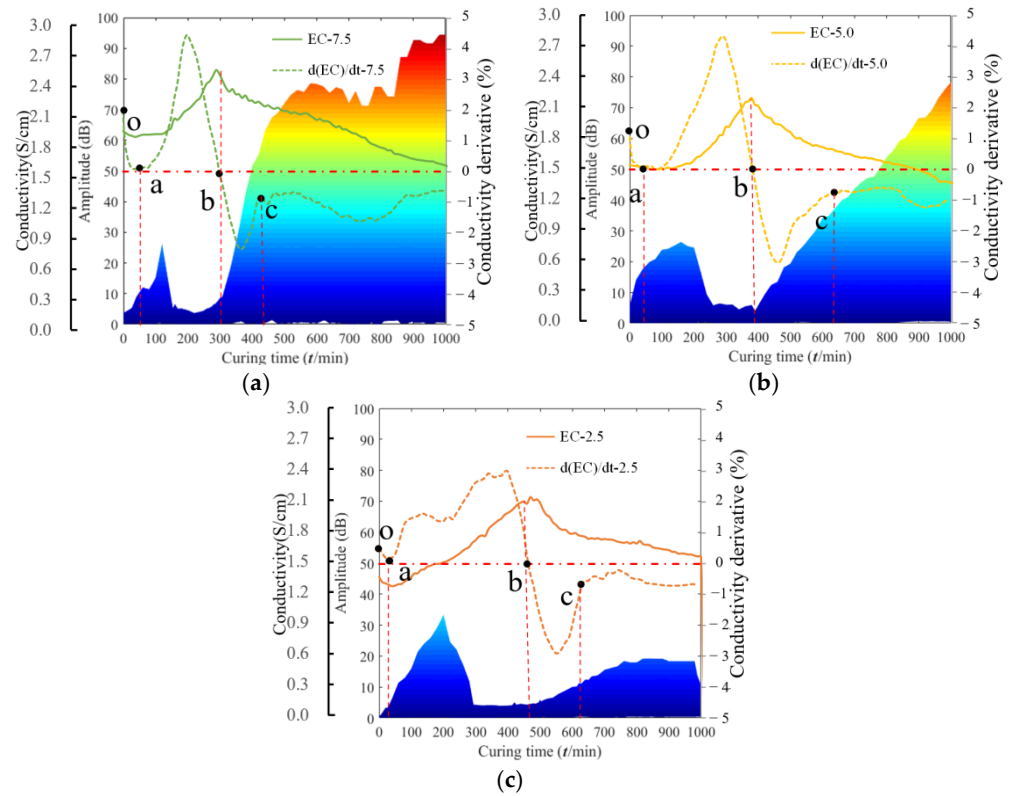 3.0
2.7
2.4
2.1
1.8
1.5
1.2
0.9
0.6
0.3
0.0
Conductivity(S/cm)
100
90
80
70
60
50
40
30
20
10
0
Amplitude (dB)
EC-7.5
d(EC)/dt-7.5
o
a
b
c
5
4
3
2
1
0
−1
−2
−3
−4
−5
Conductivity derivative (%)
0 100 200 300 400 500 600 700 800 900 1000
Curing time (t/min)
(a)
3.0
2.7
2.4
2.1
1.8
1.5
1.2
0.9
0.6
0.3
0.0
Conductivity(S/cm)
100
90
80
70
60
50
40
30
20
10
0
Amplitude (dB)
EC-5.0
d(EC)/dt-5.0
o
a
b
c
5
4
3
2
1
0
−1
−2
−3
−4
−5
Conductivity derivative (%)
0 100 200 300 400 500 600 700 800 900 1000
Curing time (t/min)
(b)
3.0
2.7
2.4
2.1
1.8
1.5
1.2
0.9
0.6
0.3
0.0
Conductivity(S/cm)
100
90
80
70
60
50
40
30
20
10
0
Amplitude (dB)
EC-2.5
d(EC)/dt-2.5
o
a
b
c
5
4
3
2
1
0
−1
−2
−3
−4
−5
Conductivity derivative (%)
0 100 200 300 400 500 600 700 800 900 1000
Curing time (t/min)
(c)